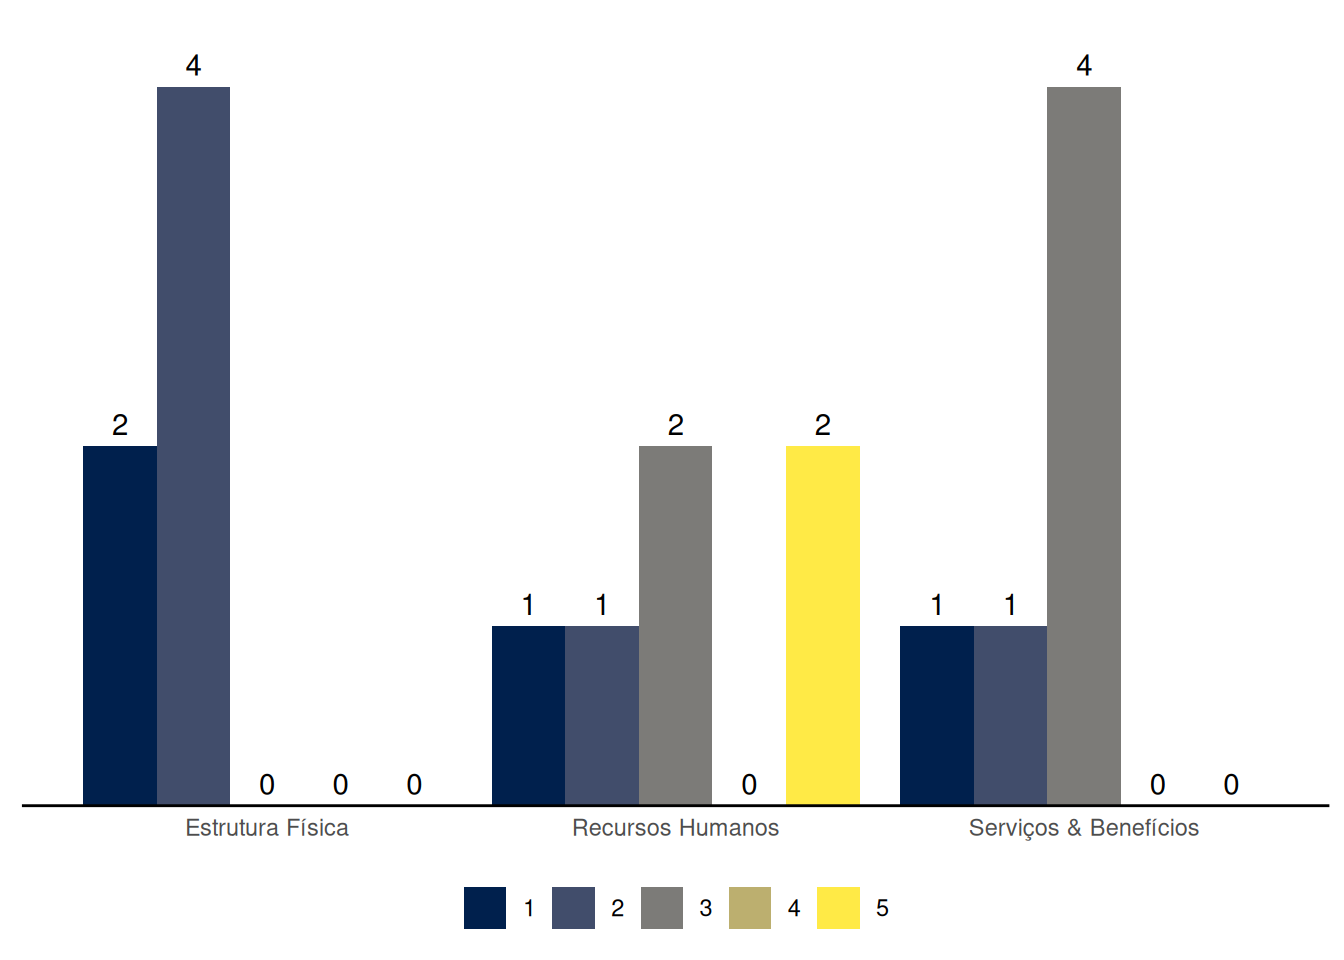 4 4
2 2 2
1 1 1 1
0 0 0 0 0 0
Estrutura Física Recursos Humanos Serviços & Benefícios
1 2 3 4 5